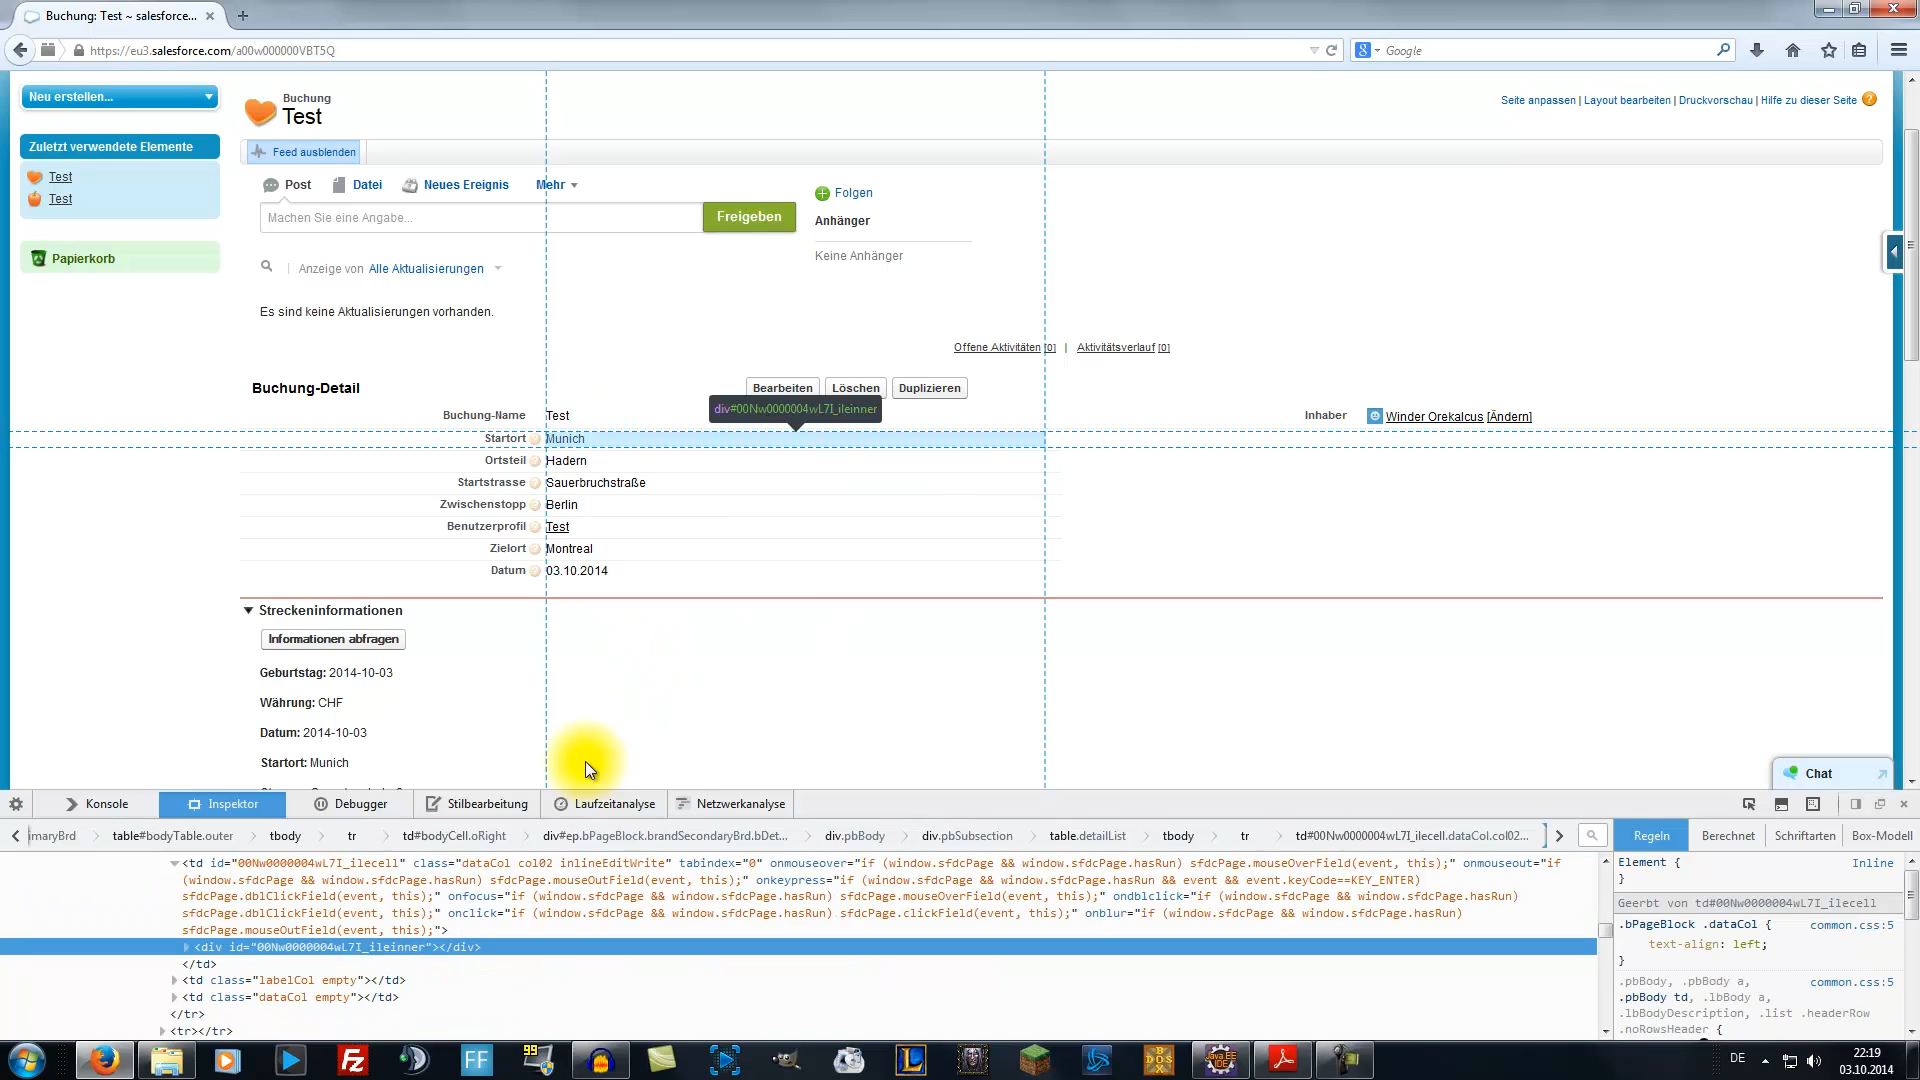 Buchung: Test ~ salesforce...
https://eu3.salesforce.com/a00w000000VBT5Q
Google
Neu erstellen...
Buchung
Test
Seite anpassen | Layout bearbeiten | Druckvorschau | Hilfe zu dieser Seite ?
Zuletzt verwendete Elemente
Feed ausblenden
Test
Test
Post Datei Neues Ereignis Mehr
Folgen
Machen Sie eine Angabe...
Freigeben
Anhänger
Papierkorb
Keine Anhänger
Anzeige von Alle Aktualisierungen
Es sind keine Aktualisierungen vorhanden.
Offene Aktivitäten [0] | Aktivitätsverlauf [0]
Buchung-Detail
Bearbeiten Löschen Duplizieren
div#00Nw0000004wL7I_ileinner
Buchung-Name Test
Inhaber Winder Orekalcus [Ändern]
Startort Munich
Ortsteil Hadern
Startstrasse Sauerbruchstraße
Zwischenstopp Berlin
Benutzerprofil Test
Zielort Montreal
Datum 03.10.2014
Streckeninformationen
Informationen abfragen
Geburtstag: 2014-10-03
Währung: CHF
Datum: 2014-10-03
Startort: Munich
Chat
Konsole Inspektor Debugger Stilbearbeitung Laufzeitanalyse Netzwerkanalyse
imaryBrd table#bodyTable.outer tbody tr td#bodyCell.oRight div#ep.bPageBlock.brandSecondaryBrd.bDet... div.pbBody div.pbSubsection table.detailList tbody tr td#00Nw0000004wL7I_ilecell.dataCol.col02...
Regeln Berechnet Schriftarten Box-Modell
<td id="00Nw0000004wL7I_ilecell" class="dataCol col02 inlineEditWrite" tabindex="0" onmouseover="if (window.sfdcPage && window.sfdcPage.hasRun) sfdcPage.mouseOverField(event, this);" onmouseout="if
(window.sfdcPage && window.sfdcPage.hasRun) sfdcPage.mouseOutField(event, this);" onkeypress="if (window.sfdcPage && window.sfdcPage.hasRun && event && event.keyCode==KEY_ENTER)
sfdcPage.dblClickField(event, this);" onfocus="if (window.sfdcPage && window.sfdcPage.hasRun) sfdcPage.mouseOverField(event, this);" ondblclick="if (window.sfdcPage && window.sfdcPage.hasRun)
sfdcPage.dblClickField(event, this);" onclick="if (window.sfdcPage && window.sfdcPage.hasRun) sfdcPage.clickField(event, this);" onblur="if (window.sfdcPage && window.sfdcPage.hasRun)
sfdcPage.mouseOutField(event, this);">
<div id="00Nw0000004wL7I_ileinner"></div>
</td>
<td class="labelCol empty"></td>
<td class="dataCol empty"></td>
</tr>
<tr></tr>
Element { Inline
}
Geerbt von td#00Nw0000004wL7I_ilecell
.bPageBlock .dataCol { common.css:5
text-align: left;
}
.pbBody, .pbBody a, common.css:5
.pbBody td, .lbBody a,
.lbBodyDescription, .list .headerRow
.noRowsHeader {
FF
99
Java EE
IDE
DE
22:19
03.10.2014